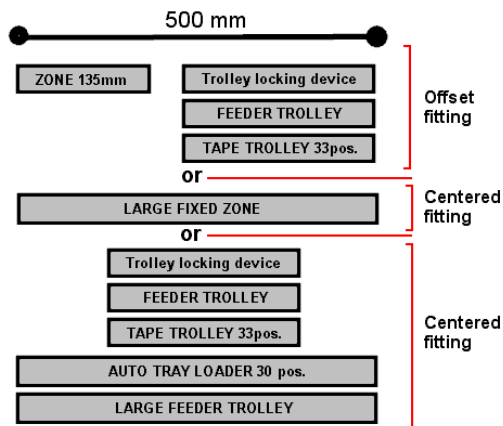 500 mm
ZONE 135mm
Trolley locking device
FEEDER TROLLEY
TAPE TROLLEY 33pos.
Offset
fitting
or
LARGE FIXED ZONE
Centered
fitting
or
Trolley locking device
FEEDER TROLLEY
TAPE TROLLEY 33pos.
AUTO TRAY LOADER 30 pos.
LARGE FEEDER TROLLEY
Centered
fitting